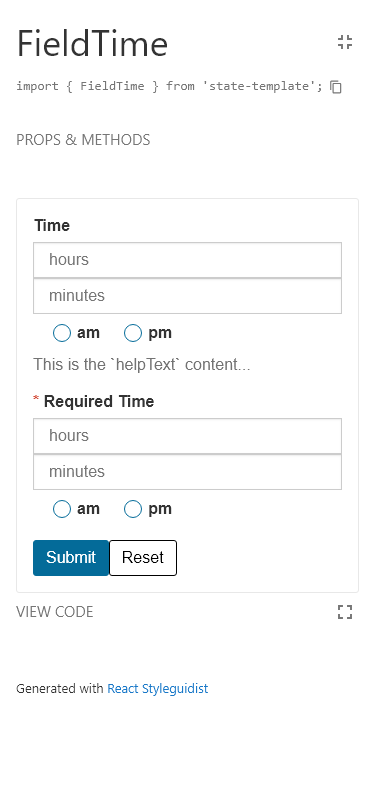 FieldTime
import { FieldTime } from 'state-template';
PROPS & METHODS
Time
hours
minutes
am pm
This is the `helpText` content...
* Required Time
hours
minutes
am pm
Submit Reset
VIEW CODE
Generated with React Styleguidist